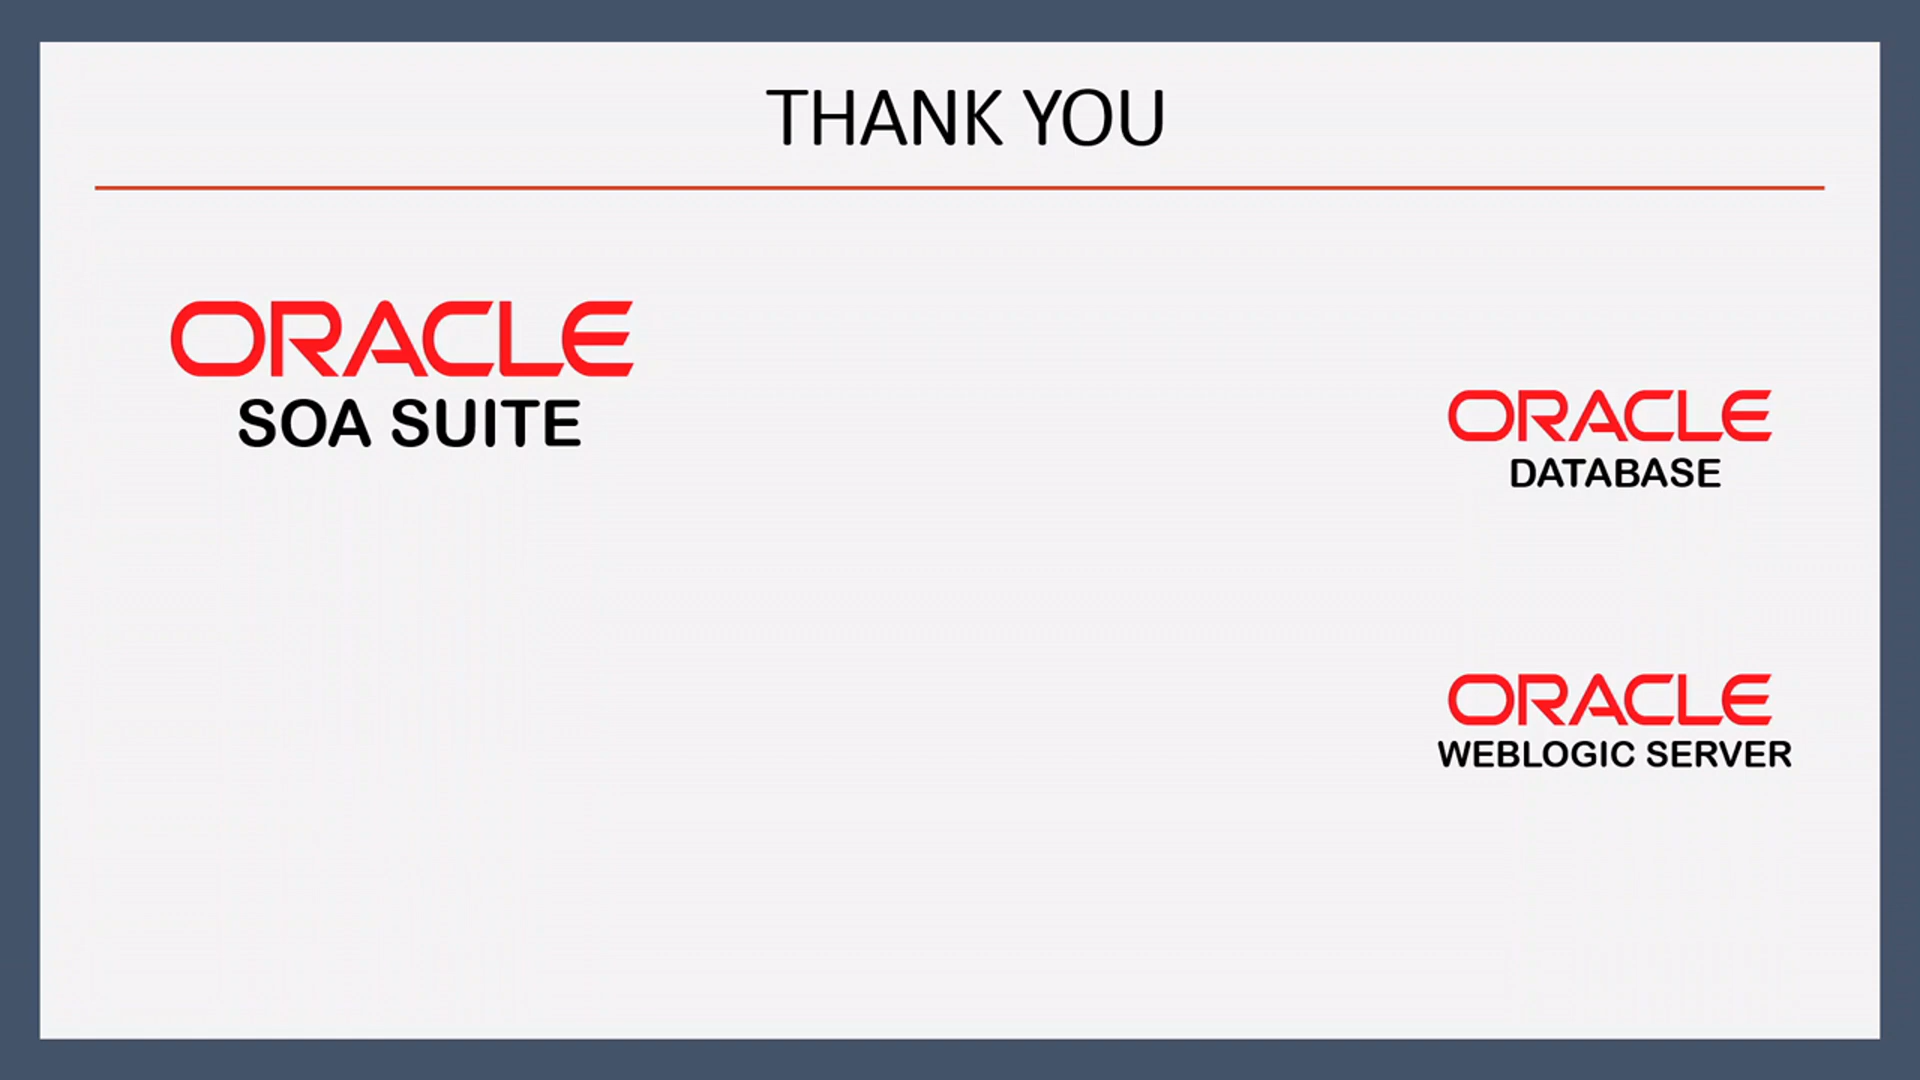 THANK YOU
ORACLE
SOA SUITE
ORACLE
DATABASE
ORACLE
WEBLOGIC SERVER